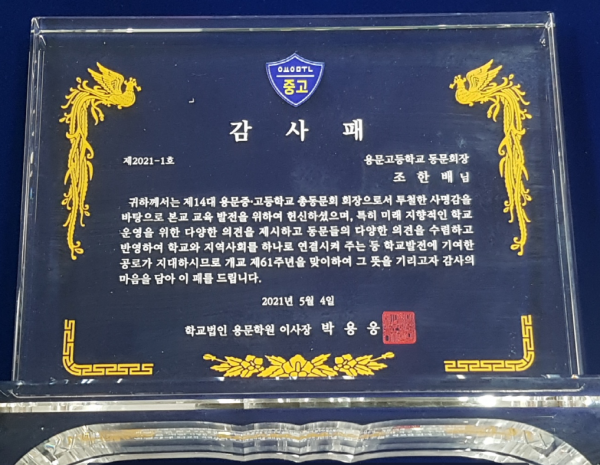 ㅇㅛㅇㅁㅜㄴ
중고
감사패
제2021-1호
용문고등학교 동문회장
조한배님
귀하께서는 제14대 용문중·고등학교 총동문회 회장으로서 투철한 사명감을
바탕으로 본교 교육 발전을 위하여 헌신하셨으며, 특히 미래 지향적인 학교
운영을 위한 다양한 의견을 제시하고 동문들의 다양한 의견을 수렴하고
반영하여 학교와 지역사회를 하나로 연결시켜 주는 등 학교발전에 기여한
공로가 지대하시므로 개교 제61주년을 맞이하여 그 뜻을 기리고자 감사의
마음을 담아 이 패를 드립니다.
2021년 5월 4일
학교법인 용문학원 이사장 박용웅